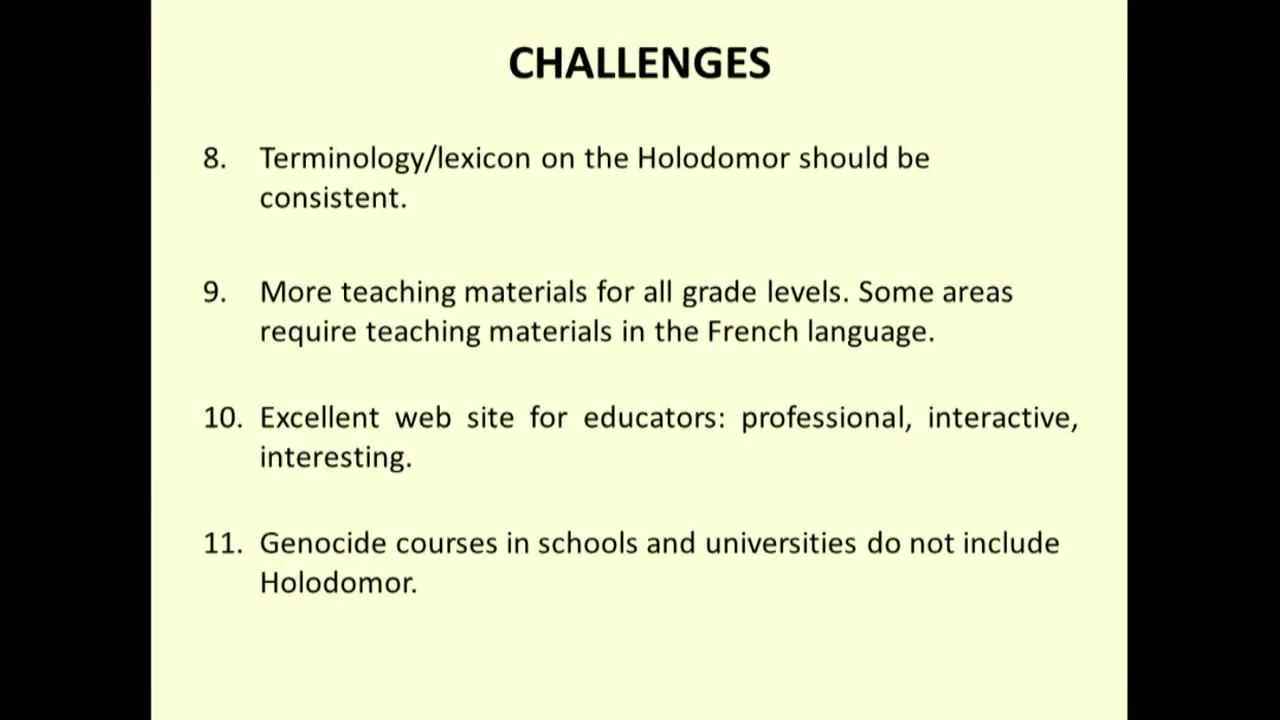 CHALLENGES
8. Terminology/lexicon on the Holodomor should be
consistent.
9. More teaching materials for all grade levels. Some areas
require teaching materials in the French language.
10. Excellent web site for educators: professional, interactive,
interesting.
11. Genocide courses in schools and universities do not include
Holodomor.